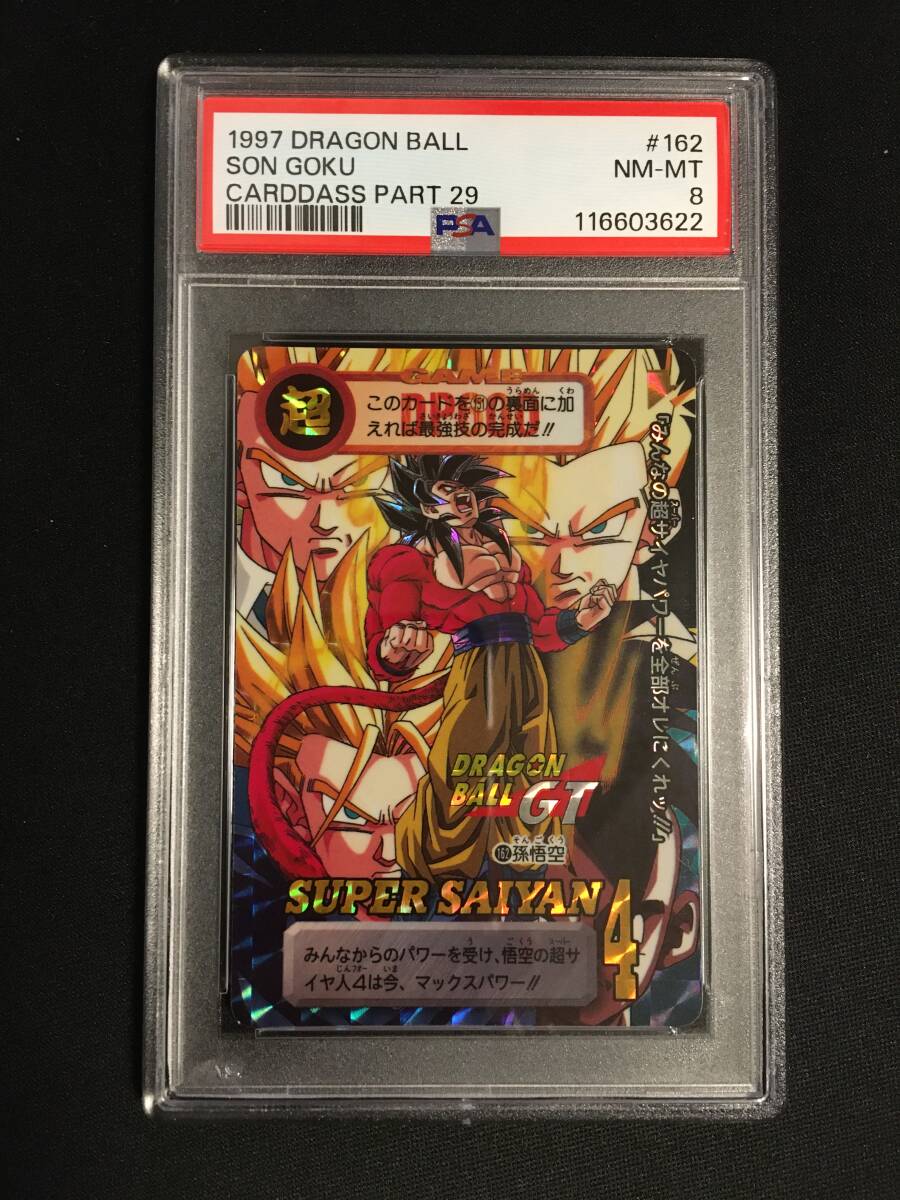 1997 DRAGON BALL #162
SON GOKU NM-MT
CARDDASS PART 29 8
116603622
PSA
超
GAME
このカードを151の裏面に加
えれば最強技の完成だ!!
「みんなの超サイヤパワーを全部オレにくれッ!!」
DRAGON
BALL GT
162 孫悟空
SUPER SAIYAN 4
みんなからのパワーを受け、悟空の超サ
イヤ人4は今、マックスパワー!!